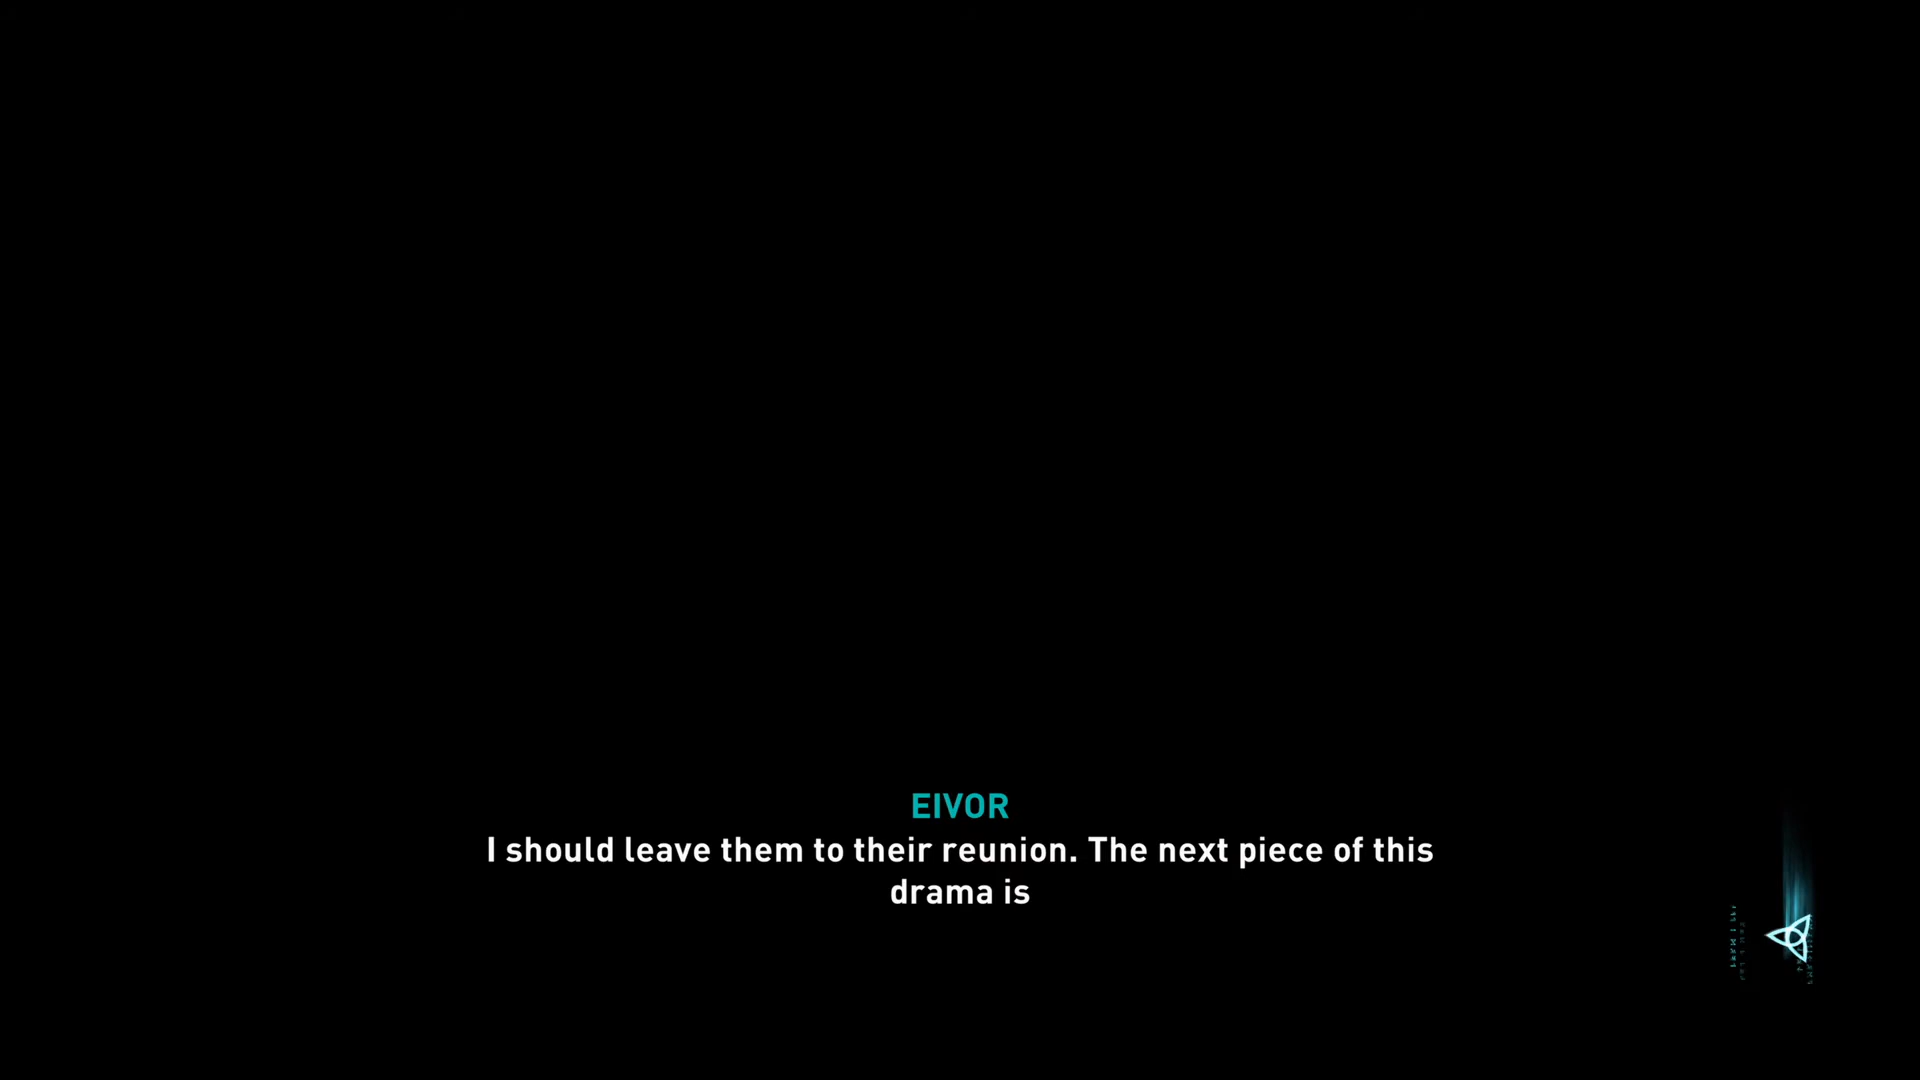 EIVOR
I should leave them to their reunion. The next piece of this
drama is